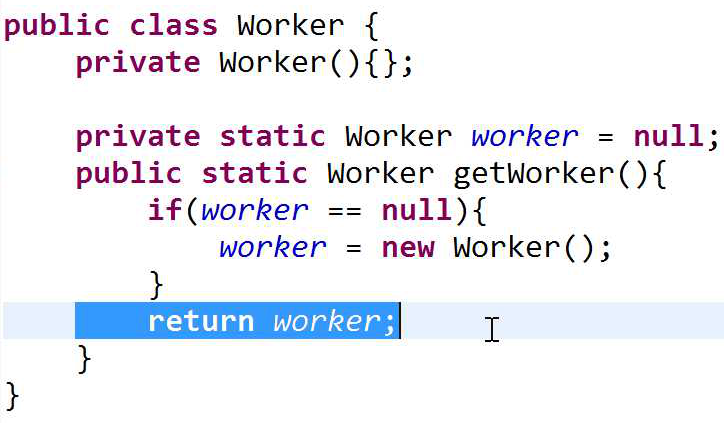 public class Worker {
    private Worker(){};
    private static Worker worker = null;
    public static Worker getWorker(){
        if(worker == null){
            worker = new Worker();
        }
        return worker;
    }
}